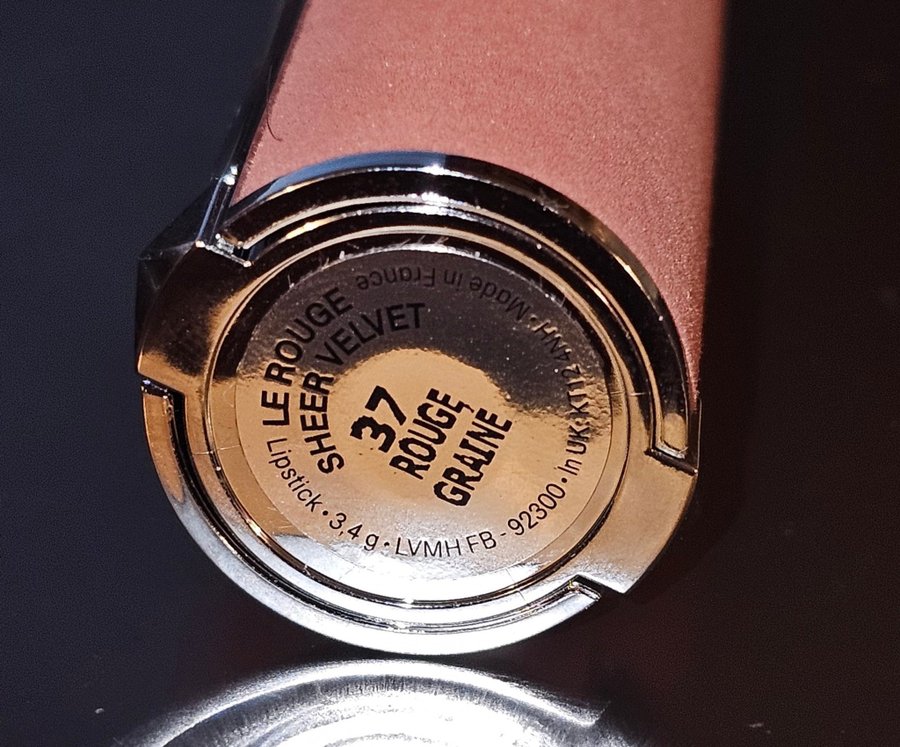 LE ROUGE
SHEER VELVET
37
ROUGE
GRAINE
Lipstick • 3,4 g • LVMH FB - 92300 • In UK: KT12 4NH • Made in France